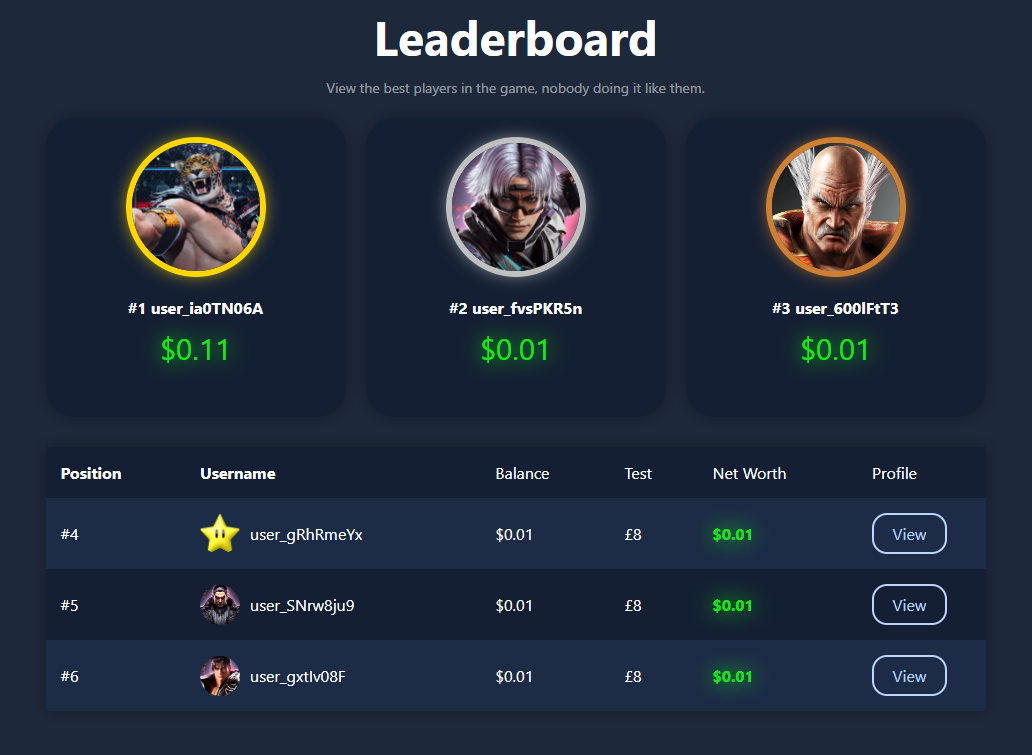 Leaderboard
View the best players in the game, nobody doing it like them.
#1 user_ia0TN06A
$0.11
#2 user_fvsPKR5n
$0.01
#3 user_600lFtT3
$0.01
Position Username Balance Test Net Worth Profile
#4 user_gRhRmeYx $0.01 £8 $0.01 View
#5 user_SNrw8ju9 $0.01 £8 $0.01 View
#6 user_gxtIv08F $0.01 £8 $0.01 View